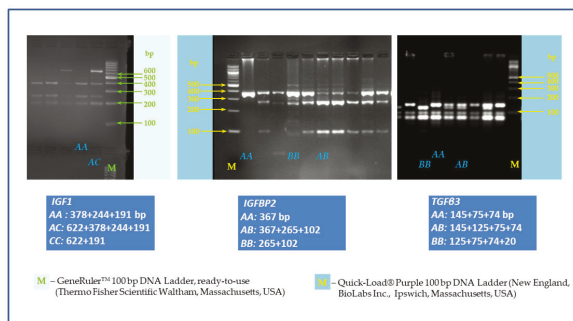 600
500
400
300
200
100
AA
AC
M
AA
BB
AB
M
AA
BB
AB
M
IGF1
AA : 378+244+191 bp
AC: 622+378+244+191
CC: 622+191
IGFBP2
AA: 367 bp
AB: 367+265+102
BB: 265+102
TGFB3
AA: 145+75+74 bp
AB: 145+125+75+74
BB: 125+75+74+20
M – GeneRuler™ 100 bp DNA Ladder, ready-to-use
(Thermo Fisher Scientific Waltham, Massachusetts, USA)
M – Quick-Load® Purple 100 bp DNA Ladder (New England,
BioLabs Inc., Ipswich, Massachusetts, USA)